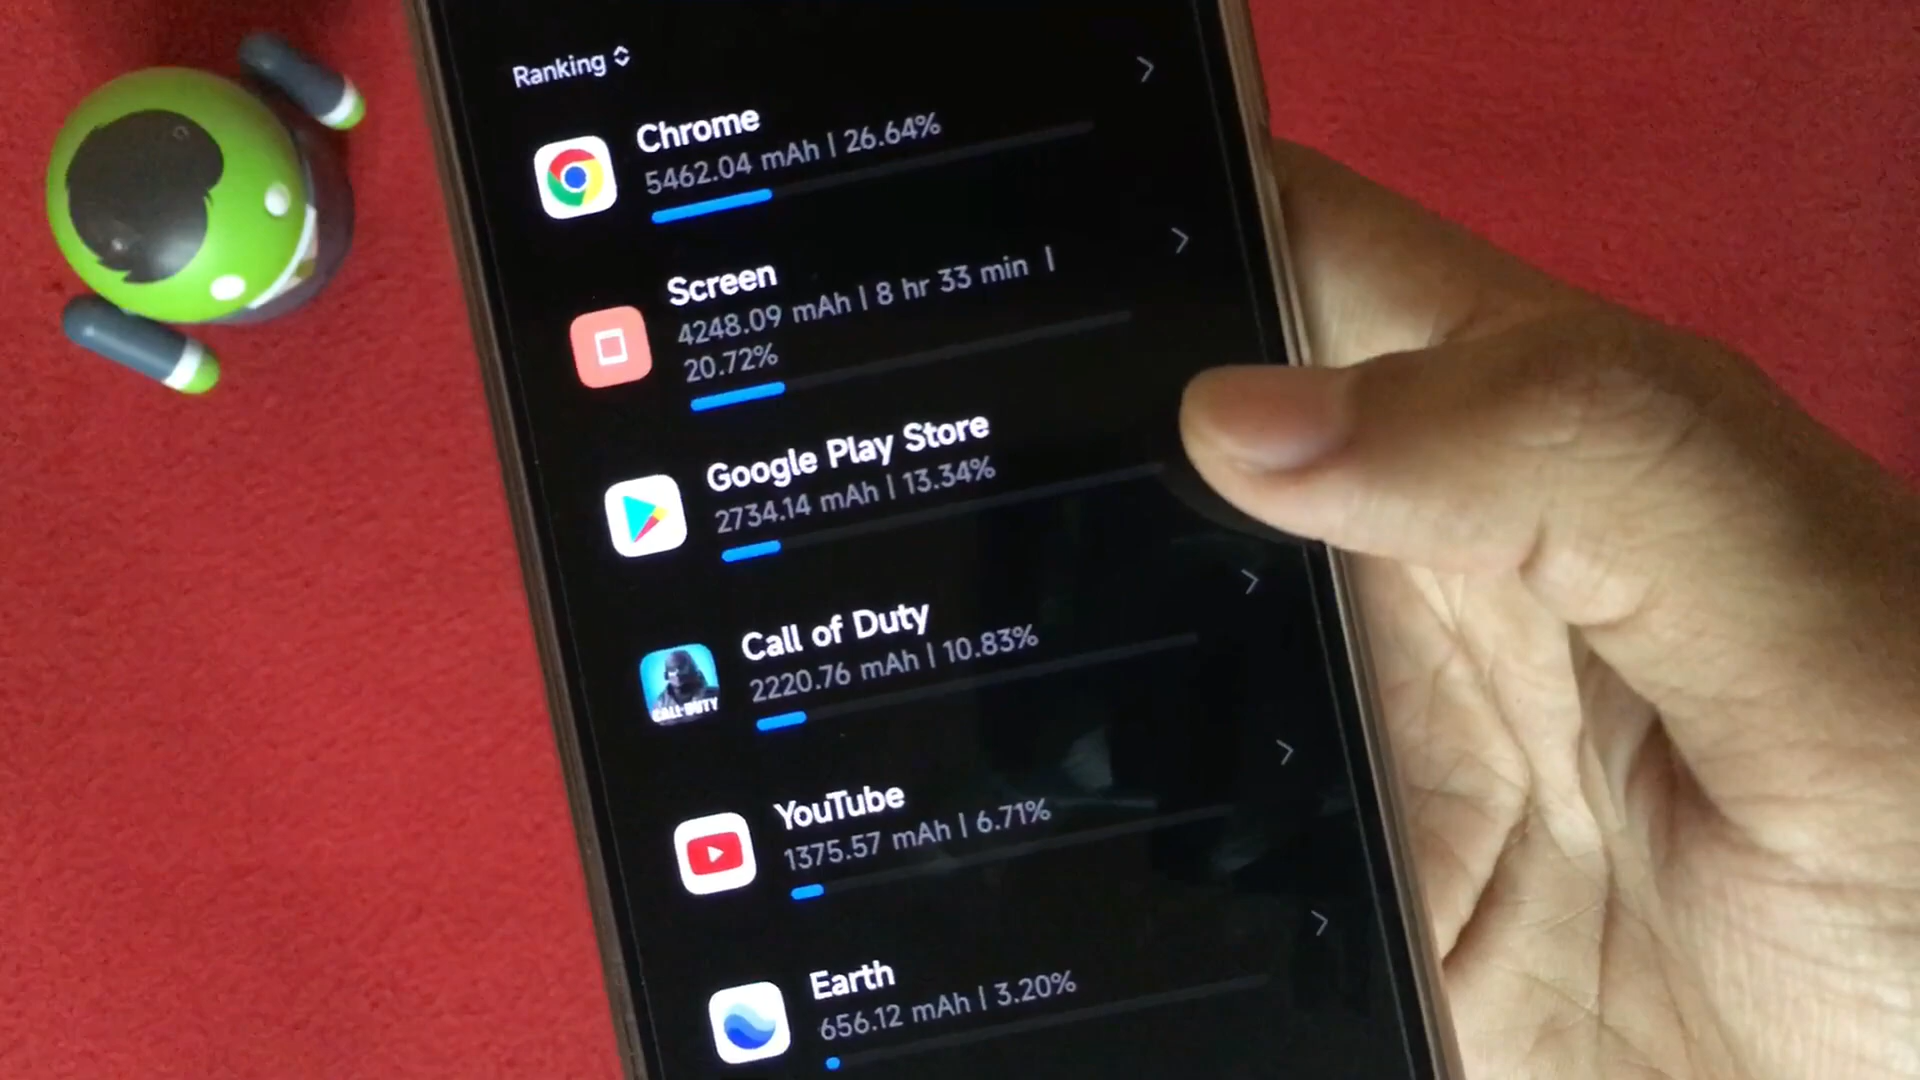 Ranking
Chrome
5462.04 mAh | 26.64%
Screen
4248.09 mAh | 8 hr 33 min |
20.72%
Google Play Store
2734.14 mAh | 13.34%
Call of Duty
2220.76 mAh | 10.83%
CALL DUTY
YouTube
1375.57 mAh | 6.71%
Earth
656.12 mAh | 3.20%